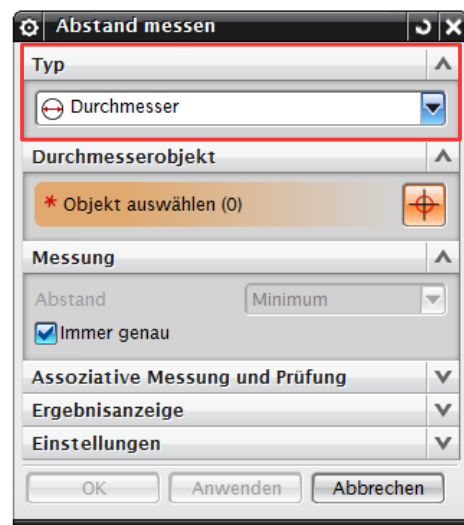 Abstand messen
Typ
Durchmesser
Durchmesserobjekt
* Objekt auswählen (0)
Messung
Abstand Minimum
Immer genau
Assoziative Messung und Prüfung
Ergebnisanzeige
Einstellungen
OK Anwenden Abbrechen